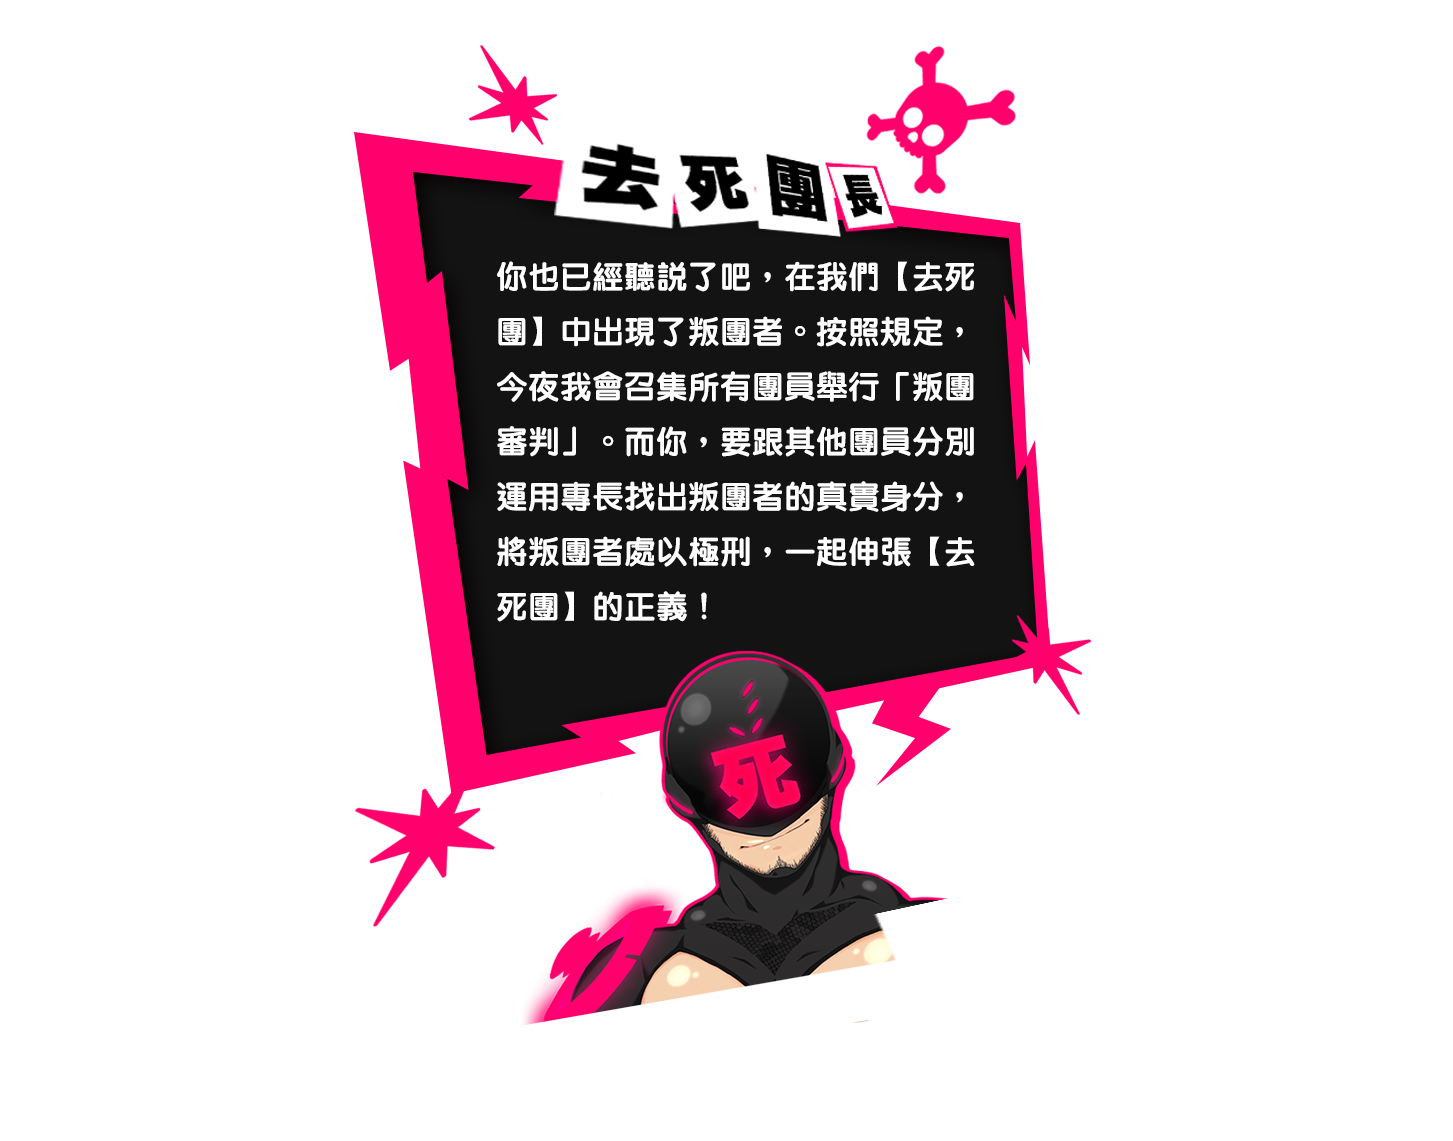 去死團長
你也已經聽説了吧，在我們【去死
團】中出現了叛團者。按照規定，
今夜我會召集所有團員舉行「叛團
審判」。而你，要跟其他團員分別
運用專長找出叛團者的真實身分，
將叛團者處以極刑，一起伸張【去
死團】的正義！
死